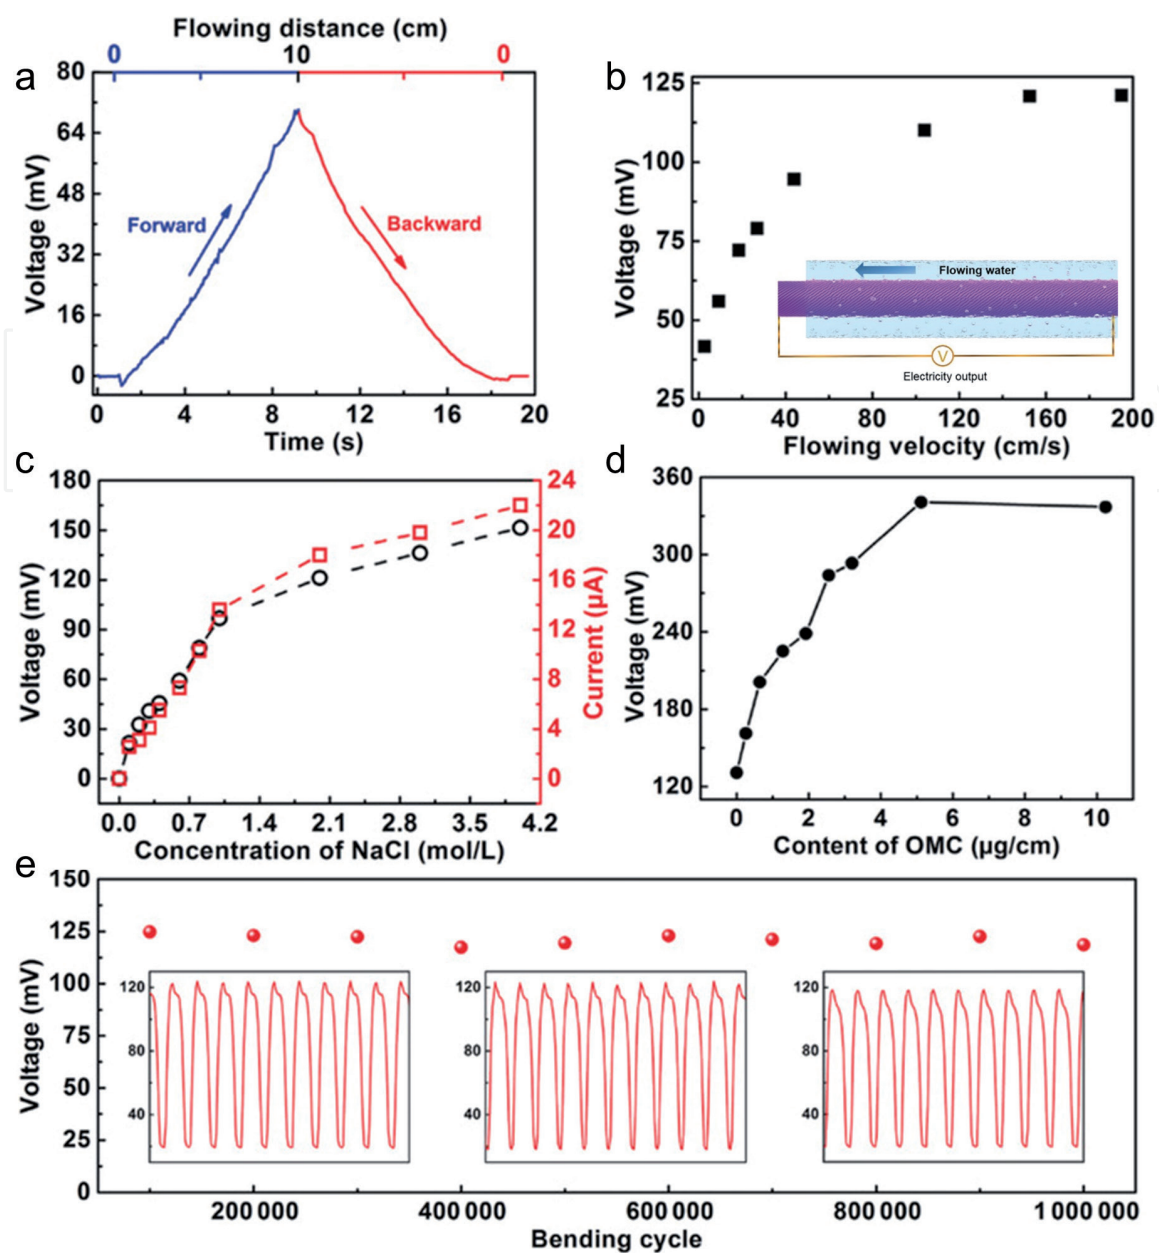 Flowing distance (cm)
0 10 0
a
80
64
48
32
16
0
Voltage (mV)
Forward
Backward
0 4 8 12 16 20
Time (s)
b
125
100
75
50
25
Voltage (mV)
Flowing water
V
Electricity output
0 40 80 120 160 200
Flowing velocity (cm/s)
c
180
150
120
90
60
30
0
Voltage (mV)
24
20
16
12
8
4
0
Current (μA)
0.0 0.7 1.4 2.1 2.8 3.5 4.2
Concentration of NaCl (mol/L)
d
360
300
240
180
120
Voltage (mV)
0 2 4 6 8 10
Content of OMC (μg/cm)
e
150
125
100
75
50
25
0
Voltage (mV)
120
80
40
120
80
40
120
80
40
200 000 400 000 600 000 800 000 1 000 000
Bending cycle